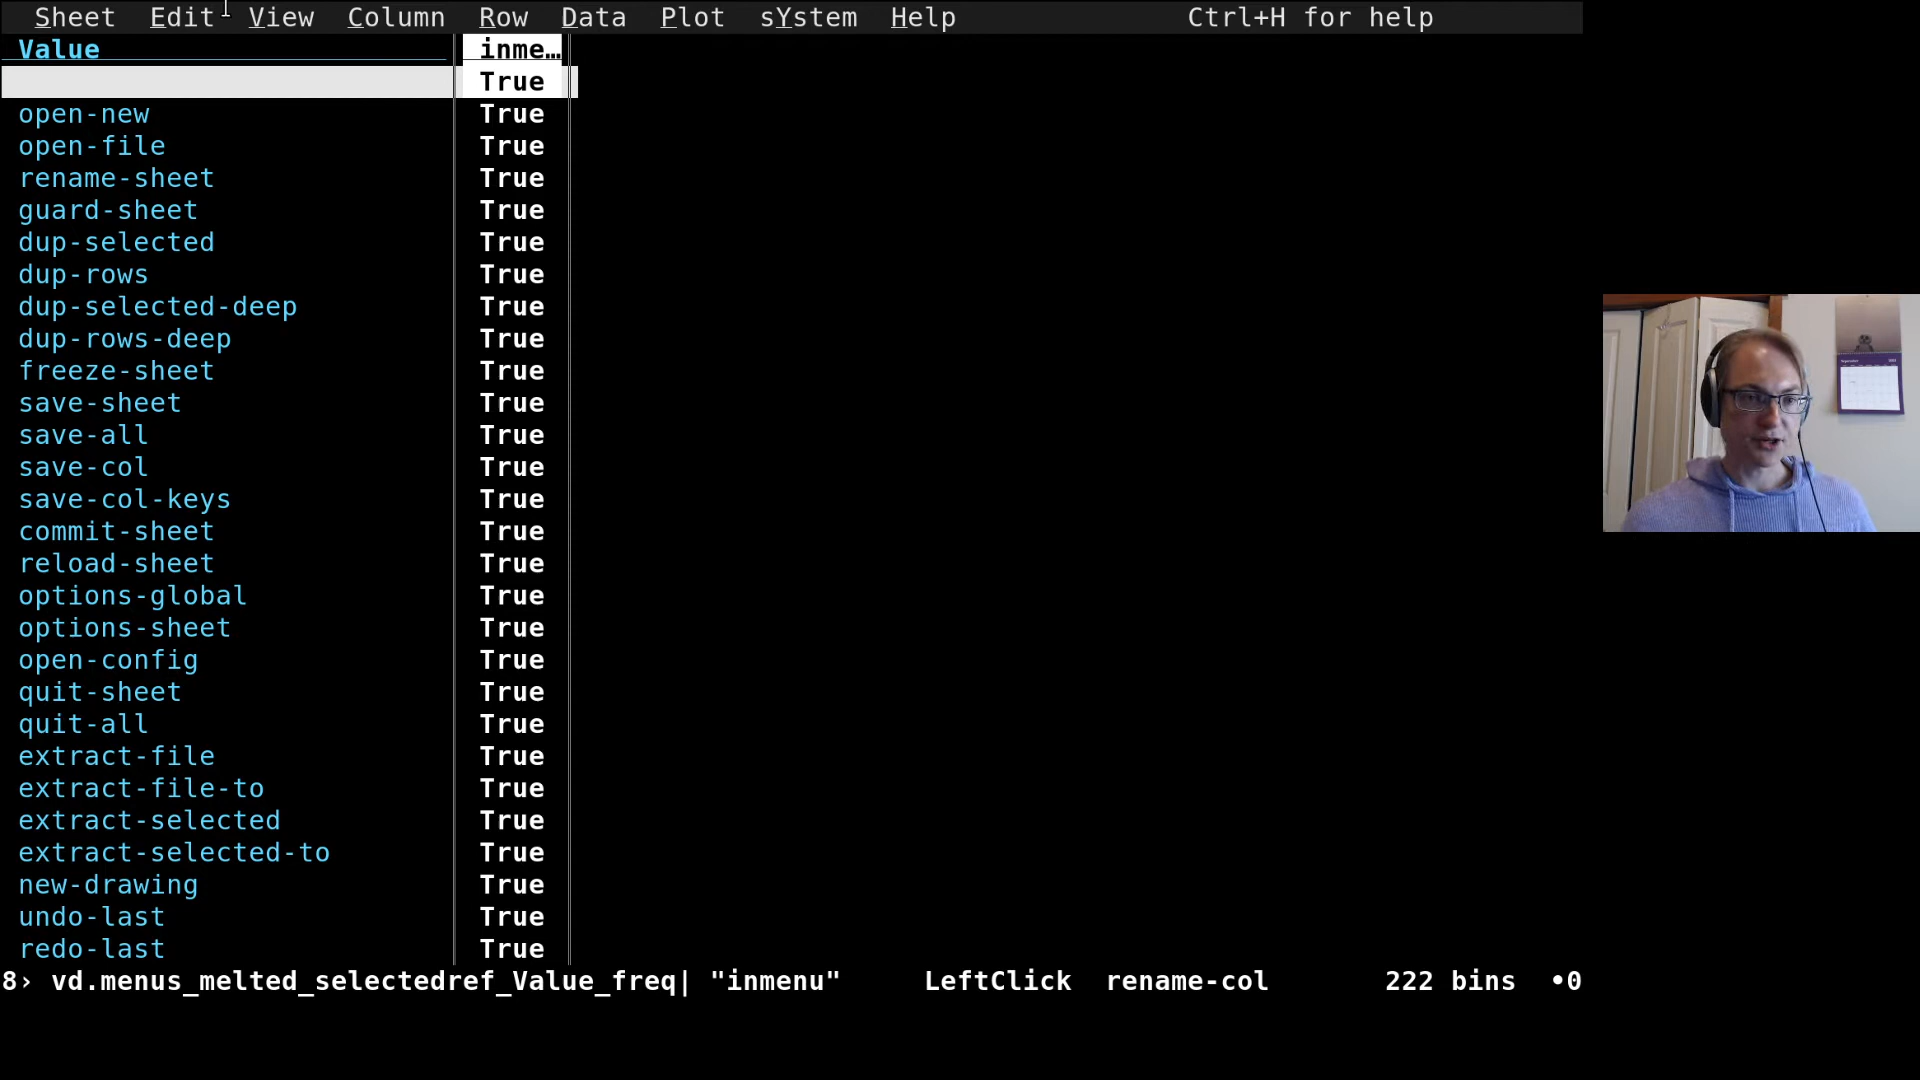 Sheet Edit View Column Row Data Plot sYstem Help Ctrl+H for help
Value inme…
True
open-new True
open-file True
rename-sheet True
guard-sheet True
dup-selected True
dup-rows True
dup-selected-deep True
dup-rows-deep True
freeze-sheet True
save-sheet True
save-all True
save-col True
save-col-keys True
commit-sheet True
reload-sheet True
options-global True
options-sheet True
open-config True
quit-sheet True
quit-all True
extract-file True
extract-file-to True
extract-selected True
extract-selected-to True
new-drawing True
undo-last True
redo-last True
8› vd.menus_melted_selectedref_Value_freq| "inmenu" LeftClick rename-col 222 bins •0